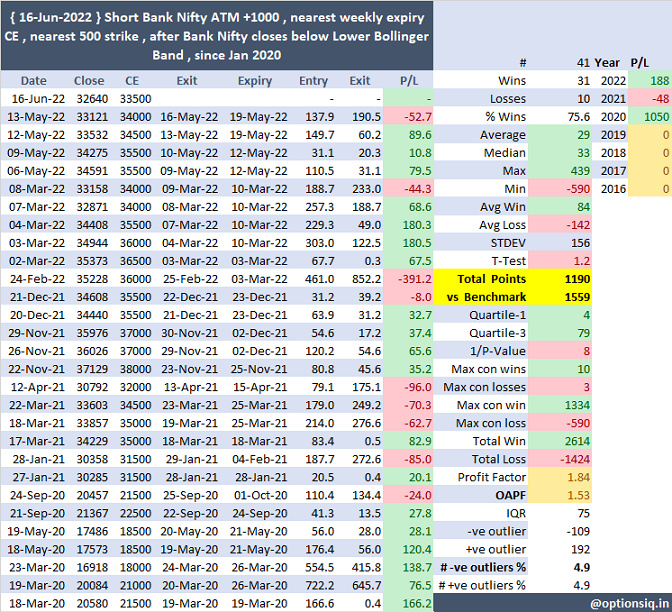 { 16-Jun-2022 } Short Bank Nifty ATM +1000 , nearest weekly expiry
CE , nearest 500 strike , after Bank Nifty closes below Lower Bollinger
Band , since Jan 2020
# 41 Year P/L
Date Close CE Exit Expiry Entry Exit P/L Wins 31 2022 188
16-Jun-22 32640 33500 - - - Losses 10 2021 -48
13-May-22 33121 34000 16-May-22 19-May-22 137.9 190.5 -52.7 % Wins 75.6 2020 1050
12-May-22 33532 34500 13-May-22 19-May-22 149.7 60.2 89.6 Average 29 2019 0
09-May-22 34275 35500 10-May-22 12-May-22 31.1 20.3 10.8 Median 33 2018 0
06-May-22 34591 35500 09-May-22 12-May-22 110.5 31.1 79.5 Max 439 2017 0
08-Mar-22 33158 34000 09-Mar-22 10-Mar-22 188.7 233.0 -44.3 Min -590 2016 0
07-Mar-22 32871 34000 08-Mar-22 10-Mar-22 257.3 188.7 68.6 Avg Win 84
04-Mar-22 34408 35500 07-Mar-22 10-Mar-22 229.3 49.0 180.3 Avg Loss -142
03-Mar-22 34944 36000 04-Mar-22 10-Mar-22 303.0 122.5 180.5 STDEV 156
02-Mar-22 35373 36500 03-Mar-22 03-Mar-22 67.7 0.3 67.5 T-Test 1.2
24-Feb-22 35228 36000 25-Feb-22 03-Mar-22 461.0 852.2 -391.2 Total Points 1190
21-Dec-21 34608 35500 22-Dec-21 23-Dec-21 31.2 39.2 -8.0 vs Benchmark 1559
20-Dec-21 34440 35500 21-Dec-21 23-Dec-21 63.9 31.2 32.7 Quartile-1 4
29-Nov-21 35976 37000 30-Nov-21 02-Dec-21 54.6 17.2 37.4 Quartile-3 79
26-Nov-21 36026 37000 29-Nov-21 02-Dec-21 120.2 54.6 65.6 1/P-Value 8
22-Nov-21 37129 38000 23-Nov-21 25-Nov-21 80.8 45.6 35.2 Max con wins 10
12-Apr-21 30792 32000 13-Apr-21 15-Apr-21 79.1 175.1 -96.0 Max con losses 3
22-Mar-21 33603 34500 23-Mar-21 25-Mar-21 179.0 249.2 -70.3 Max con win 1334
18-Mar-21 33857 35000 19-Mar-21 25-Mar-21 214.0 276.6 -62.7 Max con loss -590
17-Mar-21 34229 35000 18-Mar-21 18-Mar-21 83.4 0.5 82.9 Total Win 2614
28-Jan-21 30358 31500 29-Jan-21 04-Feb-21 187.7 272.6 -85.0 Total Loss -1424
27-Jan-21 30285 31500 28-Jan-21 28-Jan-21 20.5 0.4 20.1 Profit Factor 1.84
24-Sep-20 20457 21500 25-Sep-20 01-Oct-20 110.4 134.4 -24.0 OAPF 1.53
21-Sep-20 21367 22500 22-Sep-20 24-Sep-20 41.3 13.5 27.8 IQR 75
19-May-20 17486 18500 20-May-20 21-May-20 56.0 28.0 28.1 -ve outlier -109
18-May-20 17573 18500 19-May-20 21-May-20 176.4 56.0 120.4 +ve outlier 192
23-Mar-20 16918 18000 24-Mar-20 26-Mar-20 554.5 415.8 138.7 # -ve outliers % 4.9
19-Mar-20 20084 21000 20-Mar-20 26-Mar-20 722.2 645.7 76.5 # +ve outliers % 4.9
18-Mar-20 20580 21500 19-Mar-20 19-Mar-20 166.6 0.4 166.2 @optionsiq.in